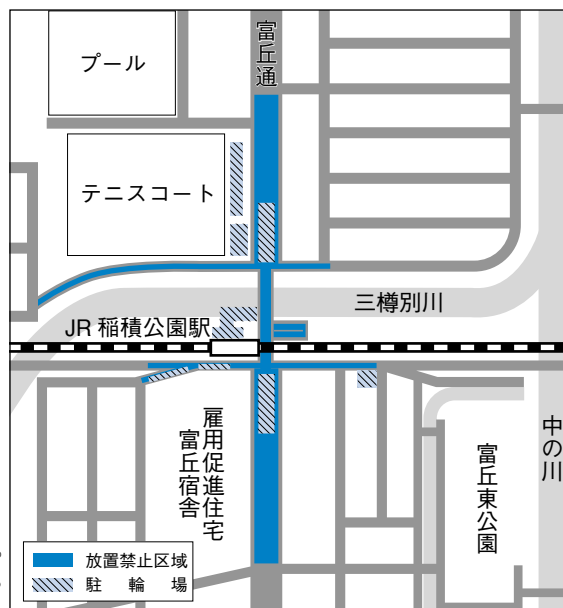 プール
富丘通
テニスコート
三樽別川
JR 稲積公園駅
雇用促進住宅
富丘宿舎
富丘東公園
中の川
放置禁止区域
駐輪場